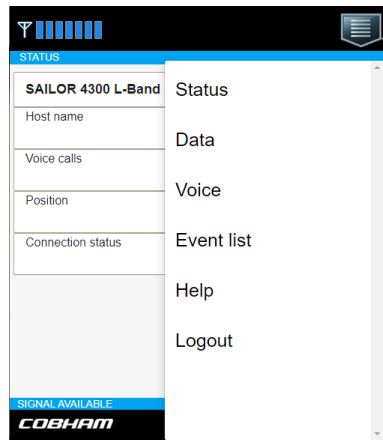 STATUS
SAILOR 4300 L-Band
Host name
Voice calls
Position
Connection status
Status
Data
Voice
Event list
Help
Logout
SIGNAL AVAILABLE
COBHAM